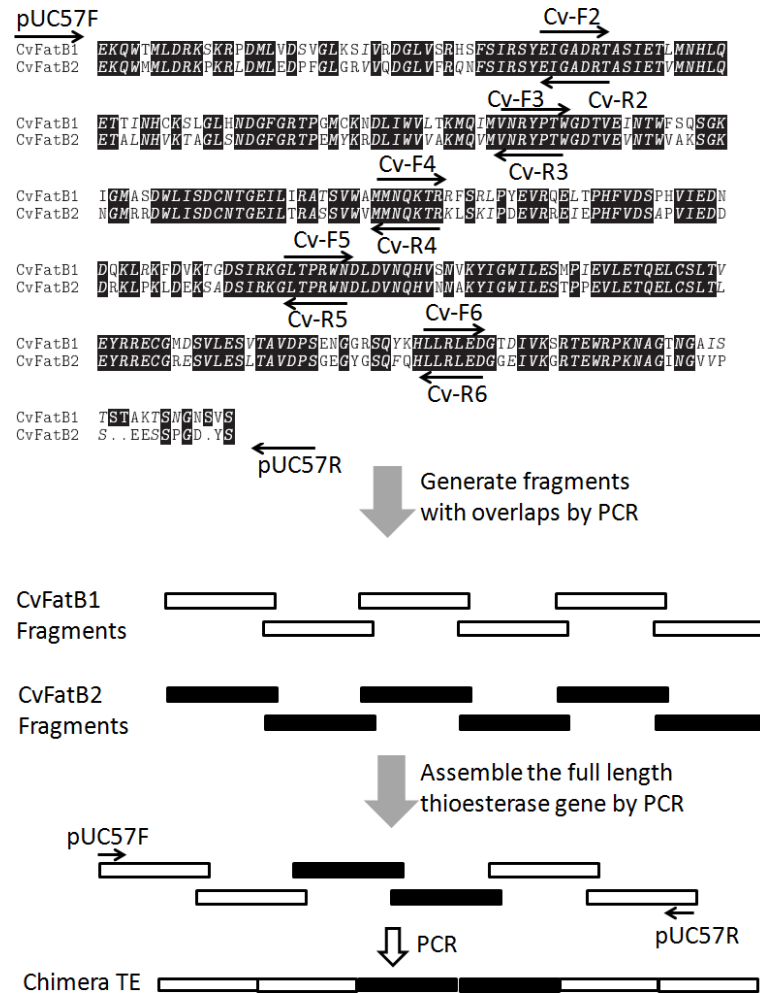 pUC57F
Cv-F2
CvFatB1 EKQWTMLDRKSKRPDMLVDSVGLKSIVRDGLVSRHSFSIRSYEIGADRTASIETLMNHLQ
CvFatB2 EKQWMMLDRKPKRLDMLEDPFGLGRVVQDGLVFRQNFSIRSYEIGADRTASIETVMNHLQ
Cv-F3
Cv-R2
CvFatB1 ETTINHCKSLGLHNDGFGRTPGMCKNDLIWVLTKMQIMVNRYPTWGDTVEINTWFSQSGK
CvFatB2 ETALNHVKTAGLSNDGFGRTPEMYKRDLIWVVAKMQVMVNRYPTWGDTVEVNTWVAKSGK
Cv-F4
Cv-R3
CvFatB1 IGMASDWLISDCNTGEILIRATSVWAMMNQKTRRFSRLPYEVRQELTPHFVDSPHVIEDN
CvFatB2 NGMRRDWLISDCNTGEILTRASSVWVMMNQKTRKLSKIPDEVRREIEPHFVDSAPVIEDD
Cv-F5
Cv-R4
CvFatB1 DQKLRKFDVKTGDSIRKGLTPRWNDLDVNQHVSNVKYIGWILESMPIEVLETQELCSLTV
CvFatB2 DRKLPKLDEKSADSIRKGLTPRWNDLDVNQHVNNAKYIGWILESTPPEVLETQELCSLTL
Cv-R5
Cv-F6
CvFatB1 EYRRECGMDSVLESVTAVDPSENGGRSQYKHLLRLEDGTDIVKSRTEWRPKNAGTNGAIS
CvFatB2 EYRRECGRESVLESLTAVDPSGEGYGSQFQHLLRLEDGGEIVKGRTEWRPKNAGINGVVP
Cv-R6
CvFatB1 TSTAKTSNGNSVS
CvFatB2 S..EESSPGD.YS
pUC57R
Generate fragments
with overlaps by PCR
CvFatB1
Fragments
CvFatB2
Fragments
Assemble the full length
thioesterase gene by PCR
pUC57F
pUC57R
PCR
Chimera TE